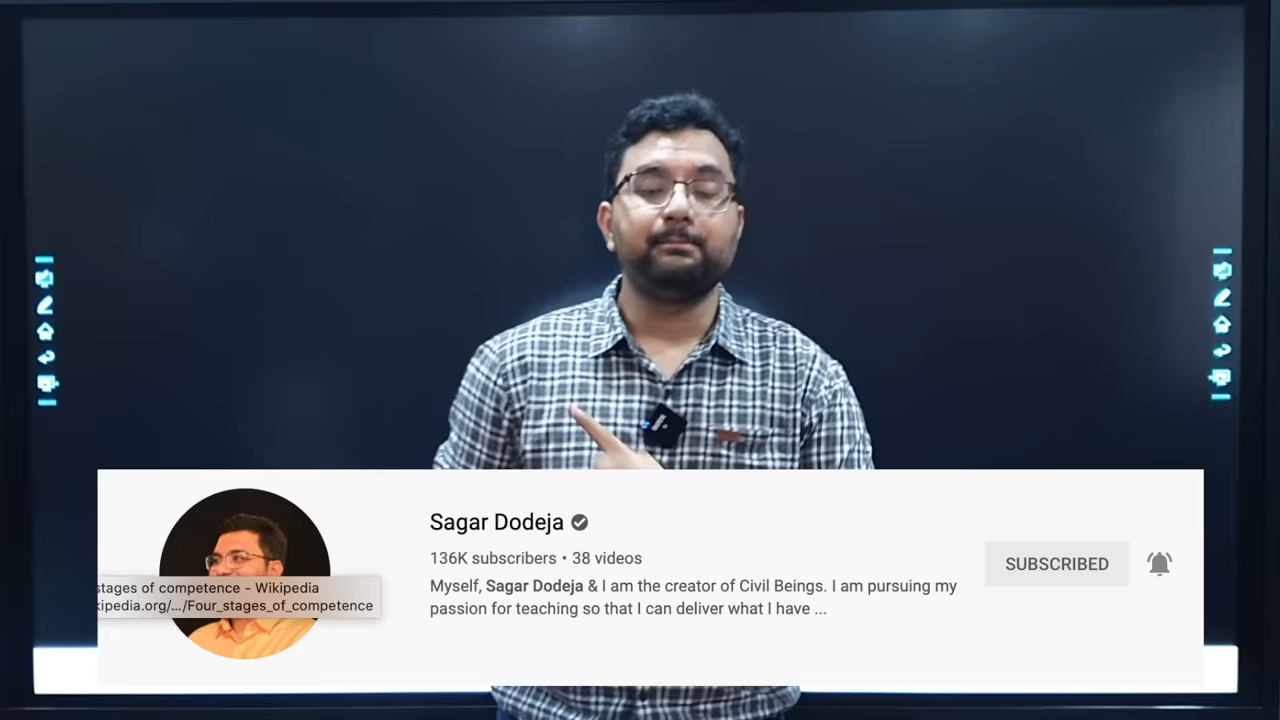 Sagar Dodeja
136K subscribers • 38 videos
Myself, Sagar Dodeja & I am the creator of Civil Beings. I am pursuing my
passion for teaching so that I can deliver what I have ...
SUBSCRIBED
stages of competence - Wikipedia
kipedia.org/.../Four_stages_of_competence